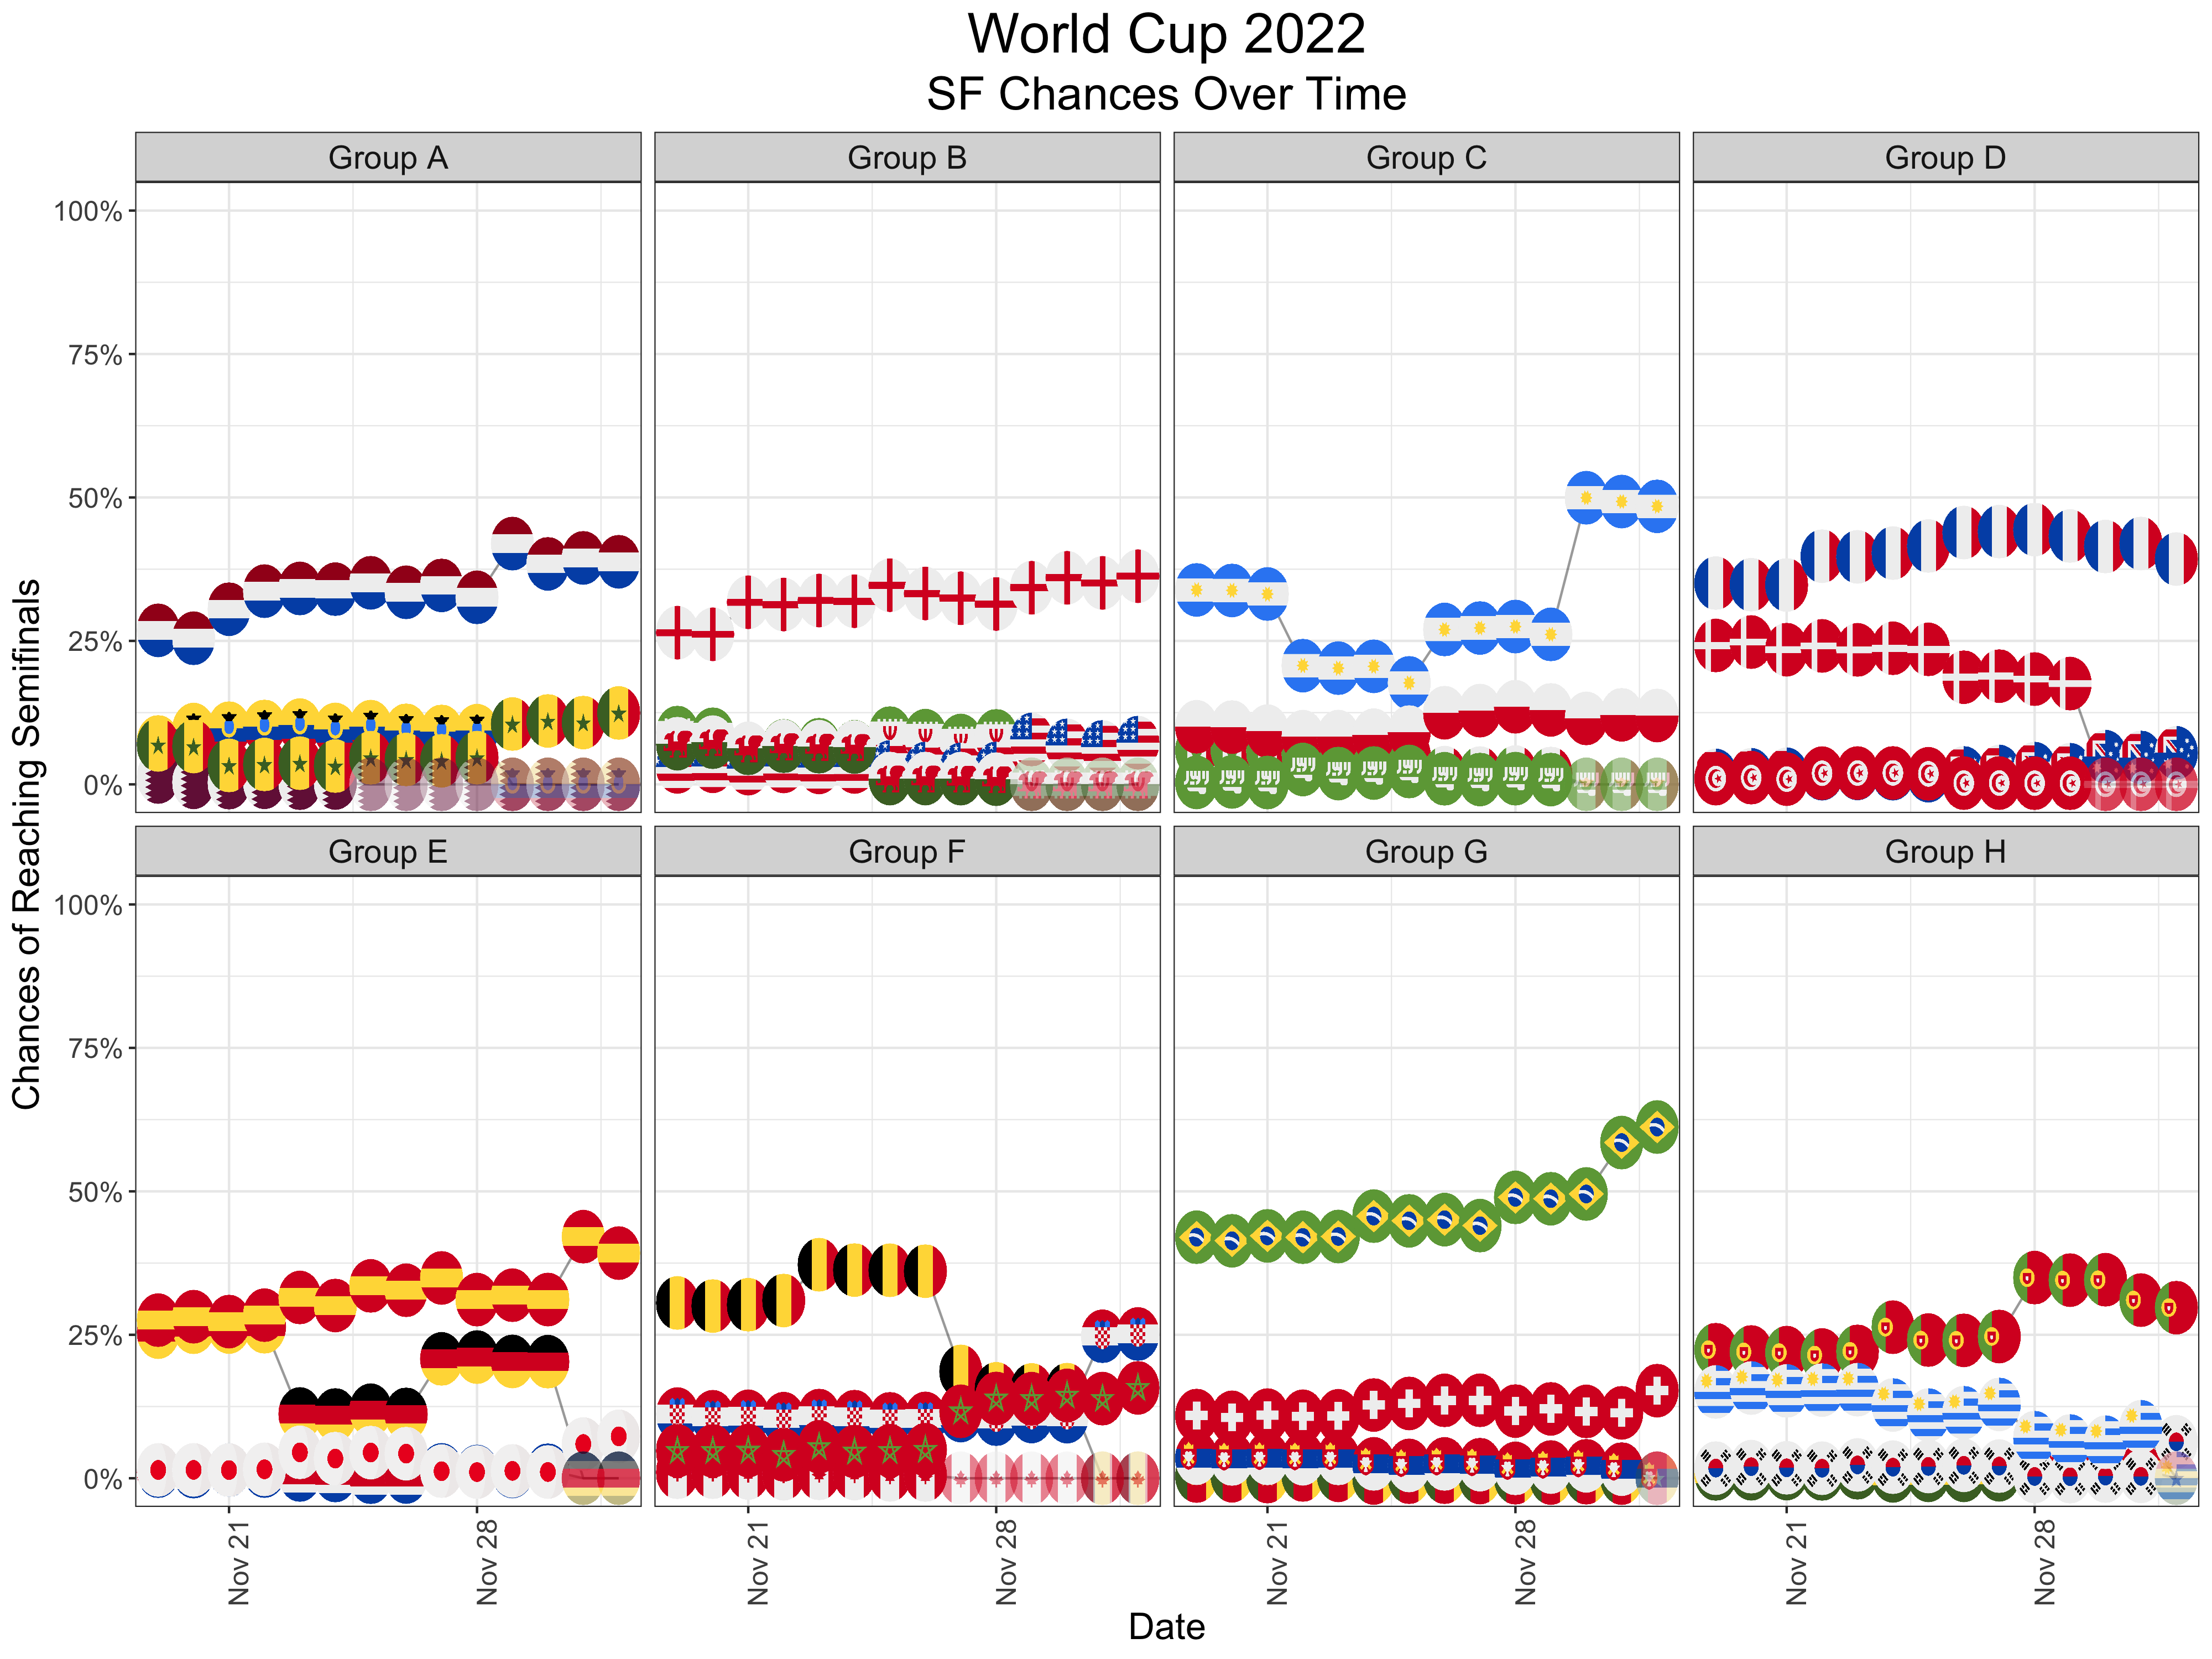 World Cup 2022
SF Chances Over Time
Group A
Group B
Group C
Group D
100%
75%
50%
25%
0%
Group E
Group F
Group G
Group H
100%
75%
50%
25%
0%
Nov 21
Nov 28
Nov 21
Nov 28
Nov 21
Nov 28
Nov 21
Nov 28
Chances of Reaching Semifinals
Date